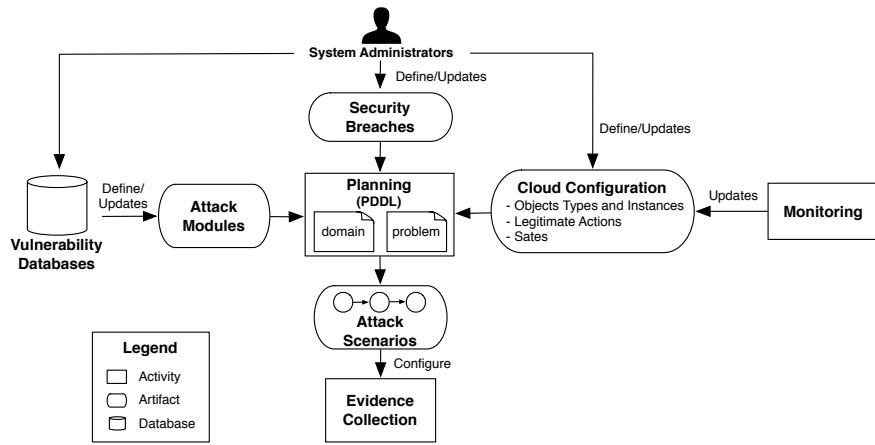 System Administrators
Define/Updates
Security
Breaches
Define/Updates
Define/
Updates
Vulnerability
Databases
Attack
Modules
Planning
(PDDL)
domain
problem
Cloud Configuration
- Objects Types and Instances
- Legitimate Actions
- Sates
Updates
Monitoring
Attack
Scenarios
Configure
Evidence
Collection
Legend
Activity
Artifact
Database